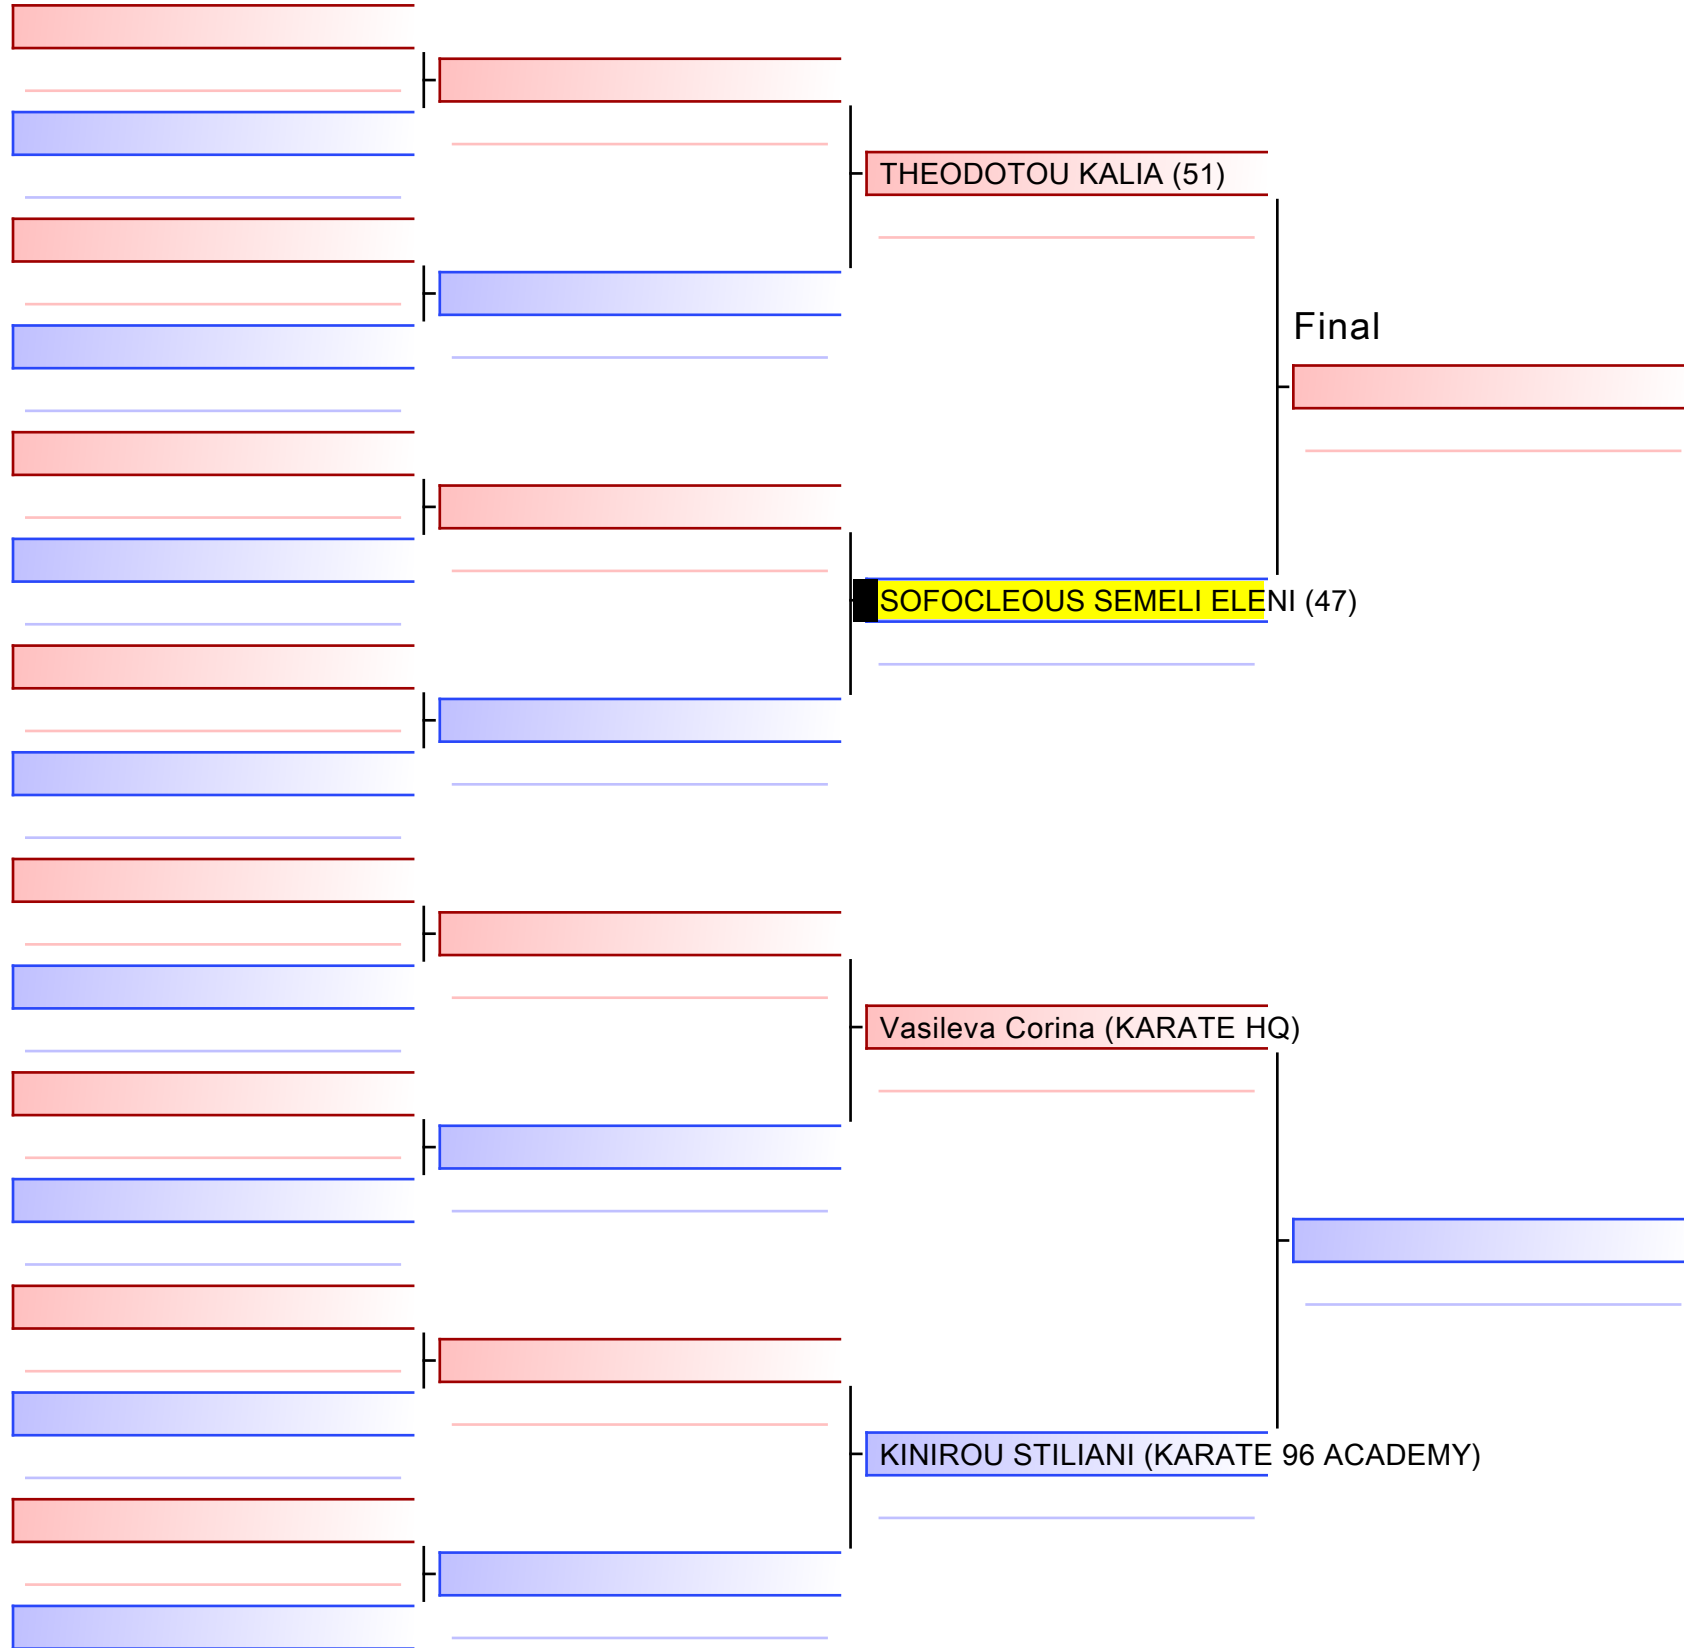 THEODOTOU KALIA (51)
Final
SOFOCLEOUS SEMELI ELENI (47)
Vasileva Corina (KARATE HQ)
KINIROU STILIANI (KARATE 96 ACADEMY)